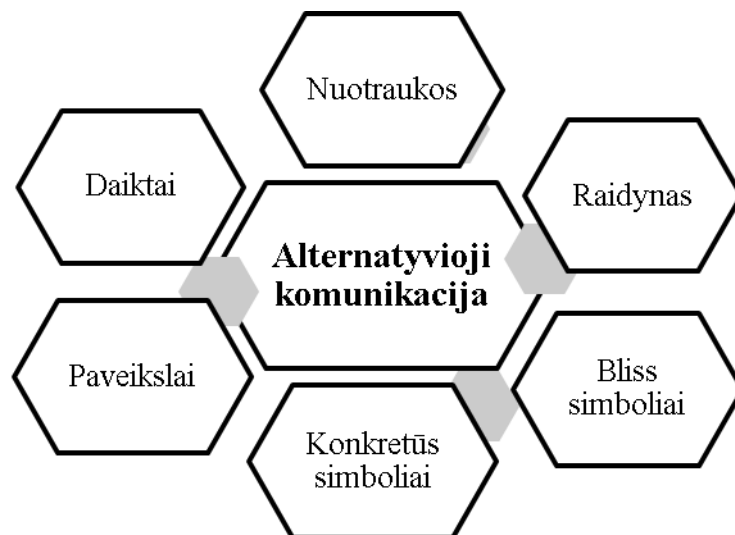 Nuotraukos
Daiktai
Raidynas
Alternatyvioji
komunikacija
Paveikslai
Bliss
simboliai
Konkretūs
simboliai